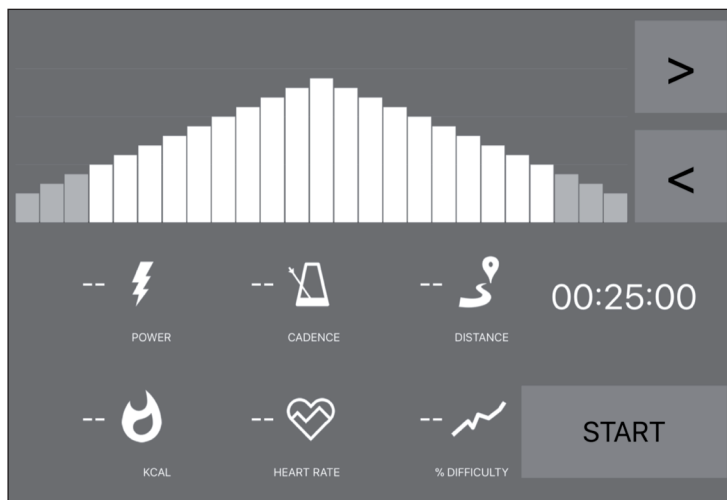 >
<
-- -- -- 00:25:00
POWER CADENCE DISTANCE
-- -- --
START
KCAL HEART RATE % DIFFICULTY